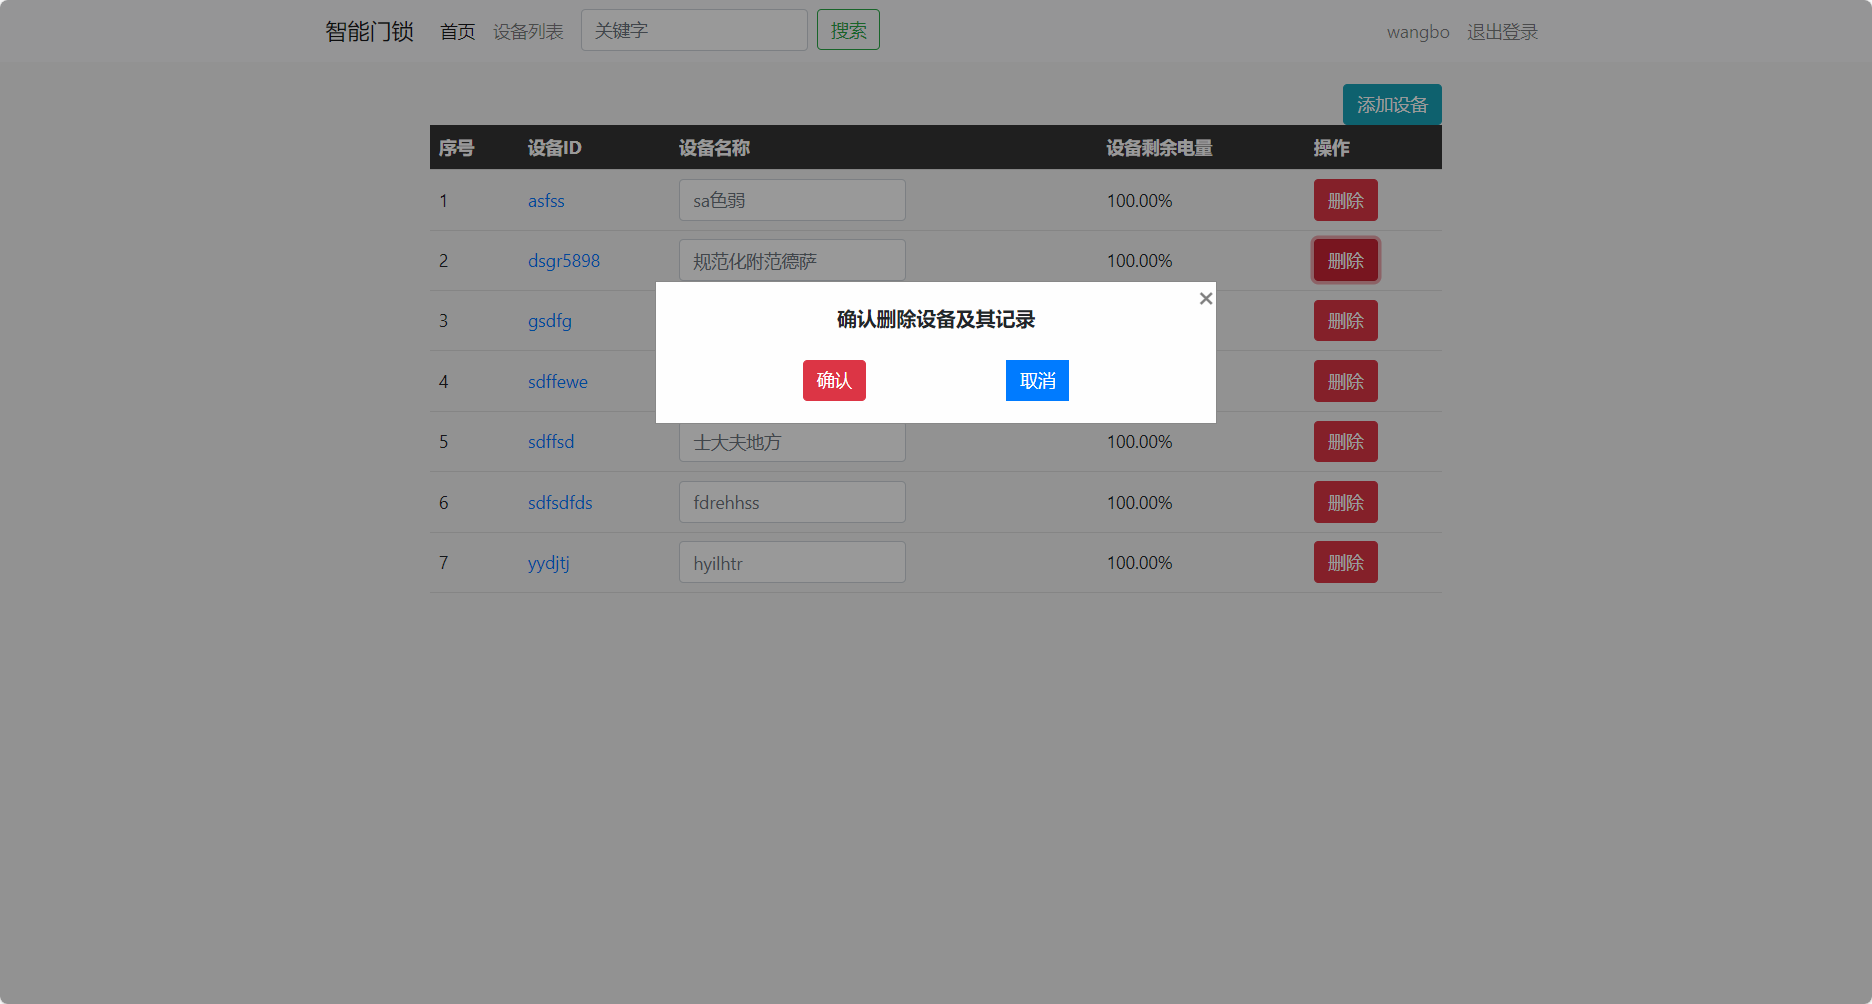 智能门锁 首页 设备列表 关键字 搜索 wangbo 退出登录
添加设备
序号 设备ID 设备名称 设备剩余电量 操作
1 asfss sa色弱 100.00% 删除
2 dsgr5898 规范化附范德萨 100.00% 删除
×
确认删除设备及其记录
确认 取消
3 gsdfg 删除
4 sdffewe 删除
5 sdffsd 士大夫地方 100.00% 删除
6 sdfsdfds fdrehhss 100.00% 删除
7 yydjtj hyilhtr 100.00% 删除